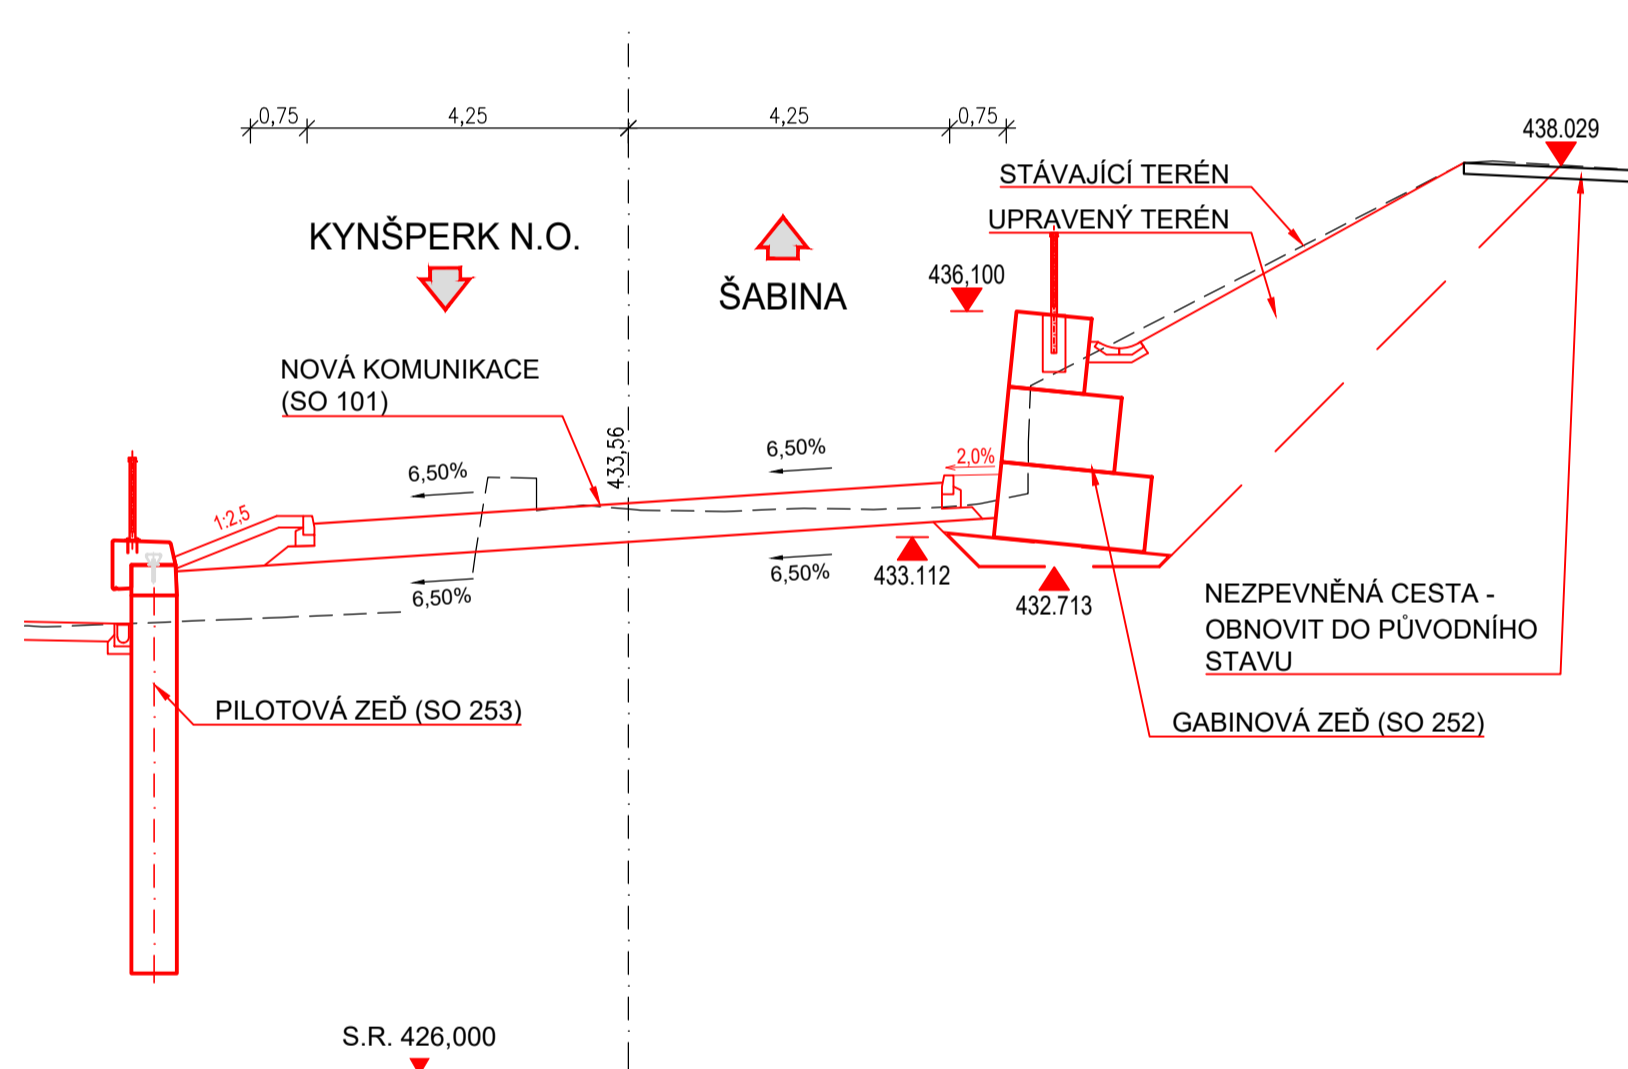 0,75
4,25
4,25
0,75
438.029
STÁVAJÍCÍ TERÉN
UPRAVENÝ TERÉN
KYNŠPERK N.O.
ŠABINA
436,100
NOVÁ KOMUNIKACE
(SO 101)
433,56
6,50%
6,50%
2,0%
1:2,5
6,50%
6,50%
433.112
432.713
NEZPEVNĚNÁ CESTA -
OBNOVIT DO PŮVODNÍHO
STAVU
PILOTOVÁ ZEĎ (SO 253)
GABINOVÁ ZEĎ (SO 252)
S.R. 426,000